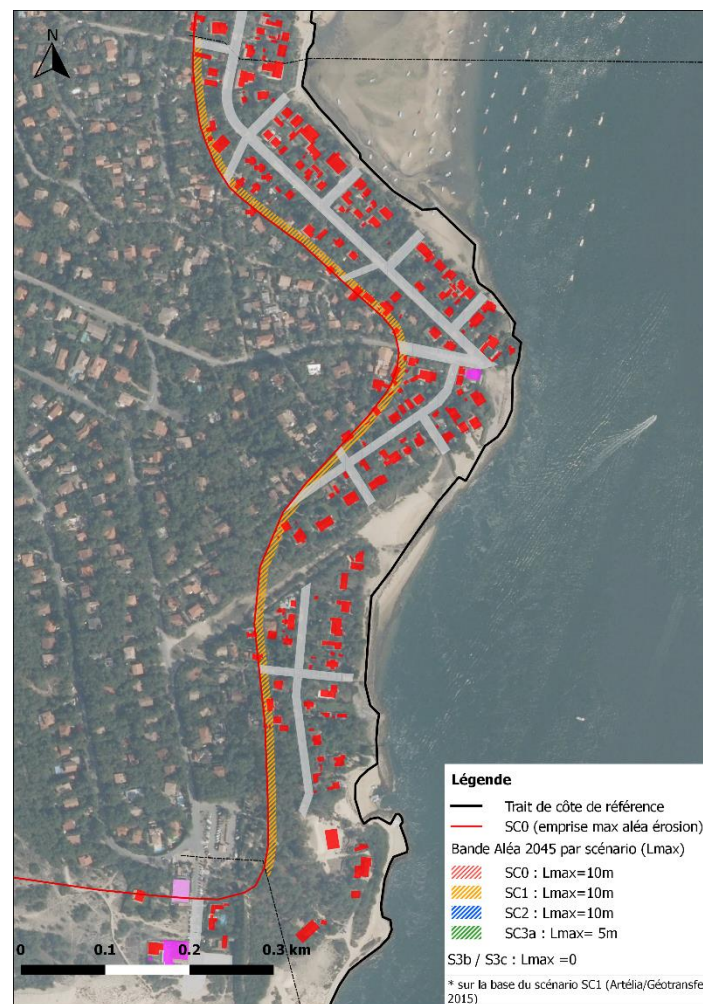 N
Légende
Trait de côte de référence
SC0 (emprise max aléa érosion)
Bande Aléa 2045 par scénario (Lmax)
SC0 : Lmax=10m
SC1 : Lmax=10m
SC2 : Lmax=10m
SC3a : Lmax= 5m
S3b / S3c : Lmax =0
* sur la base du scénario SC1 (Artélia/Géotransfe
2015)
0 0.1 0.2 0.3 km